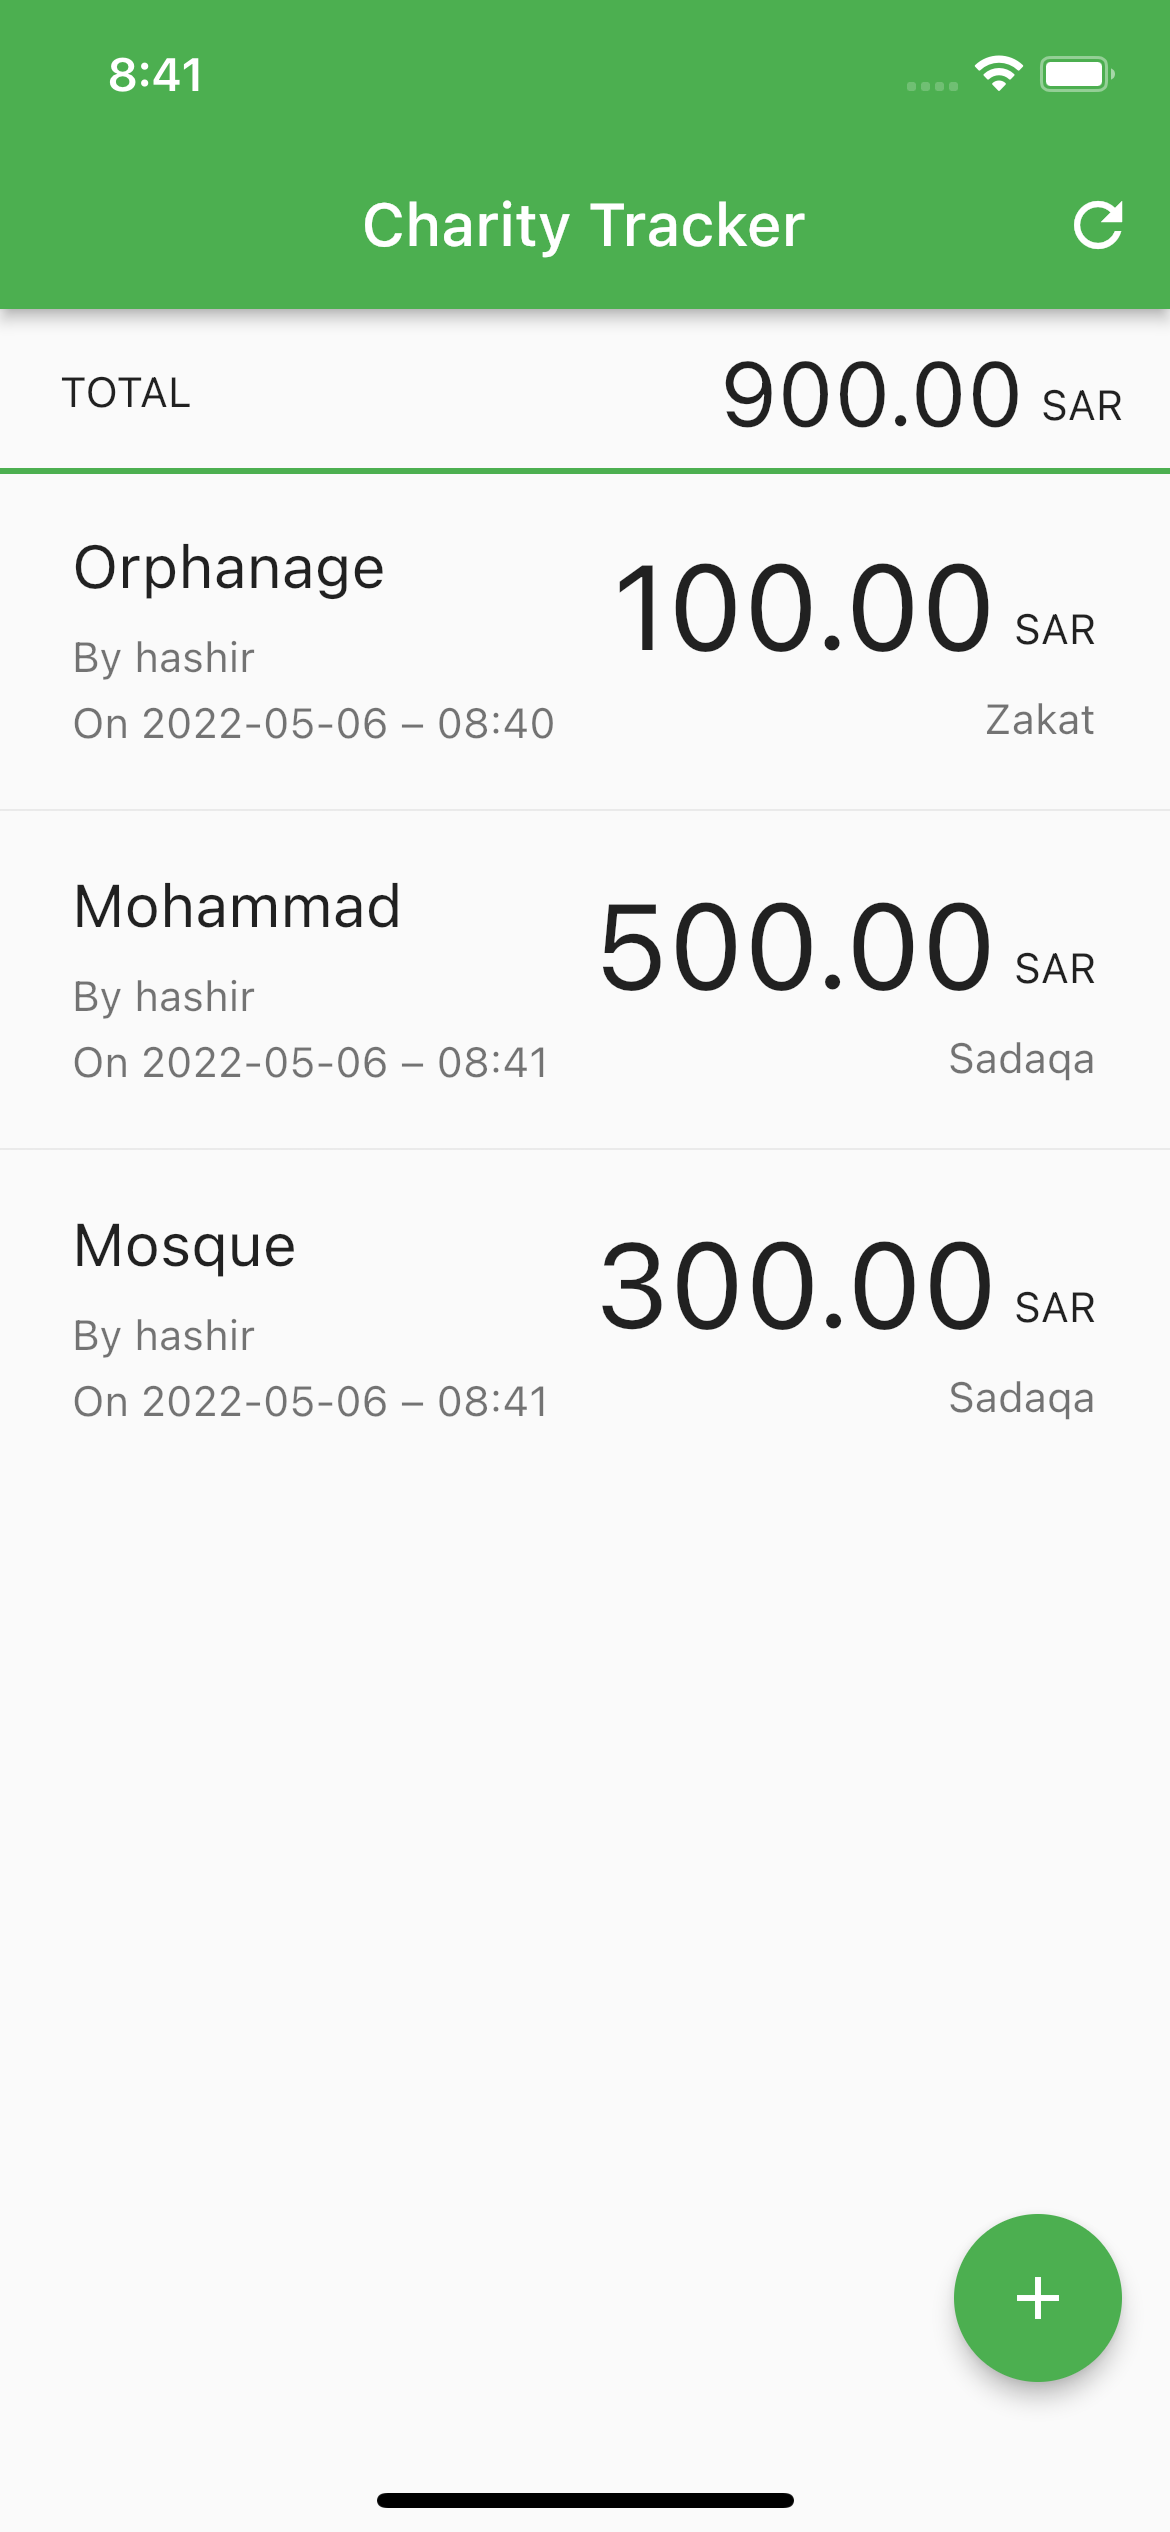 8:41
Charity Tracker
TOTAL 900.00 SAR
Orphanage
100.00 SAR
By hashir
On 2022-05-06 – 08:40
Zakat
Mohammad
500.00 SAR
By hashir
On 2022-05-06 – 08:41
Sadaqa
Mosque
300.00 SAR
By hashir
On 2022-05-06 – 08:41
Sadaqa